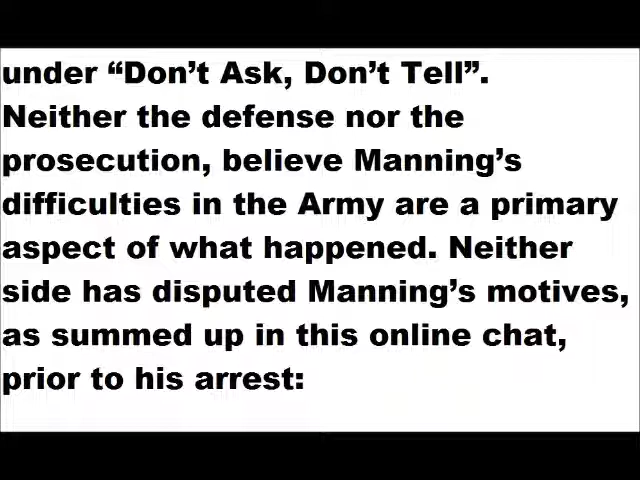 under “Don’t Ask, Don’t Tell”.
Neither the defense nor the
prosecution, believe Manning’s
difficulties in the Army are a primary
aspect of what happened. Neither
side has disputed Manning’s motives,
as summed up in this online chat,
prior to his arrest: